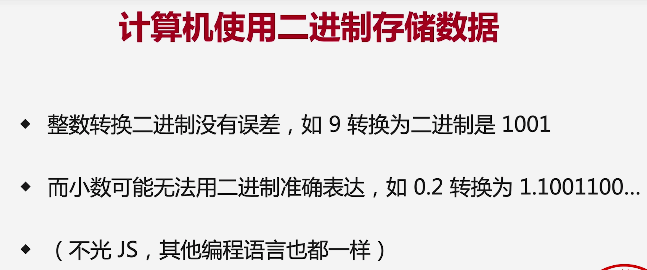 计算机使用二进制存储数据
◆ 整数转换二进制没有误差，如 9 转换为二进制是 1001
◆ 而小数可能无法用二进制准确表达，如 0.2 转换为 1.1001100...
◆ （不光 JS，其他编程语言也都一样）